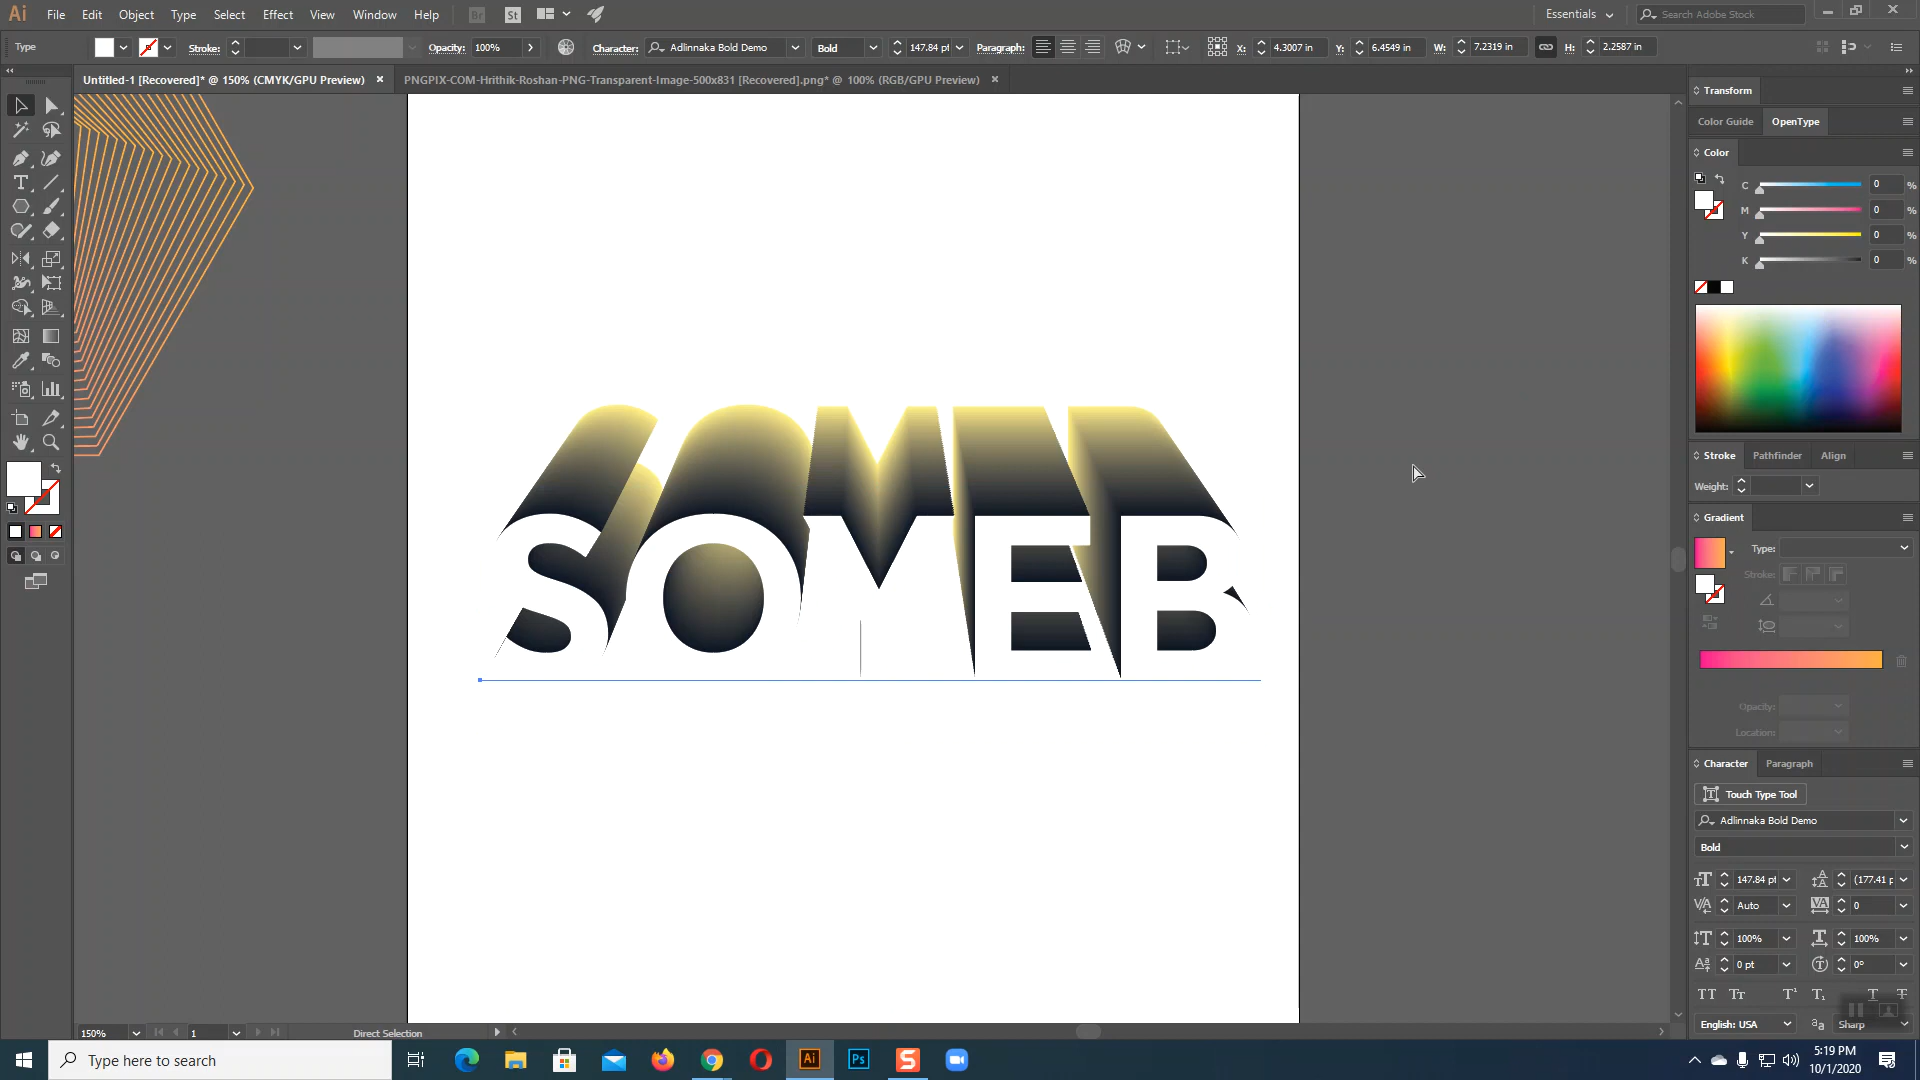 Ai File Edit Object Type Select Effect View Window Help Br St Essentials Search Adobe Stock
Type Stroke: Opacity: 100% Character: Adlinnaka Bold Demo Bold 147.84 pt Paragraph: X: 4.3007 in Y: 6.4549 in W: 7.2319 in H: 2.2587 in
Untitled-1 [Recovered]* @ 150% (CMYK/GPU Preview) × PNGPIX-COM-Hrithik-Roshan-PNG-Transparent-Image-500x831 [Recovered].png* @ 100% (RGB/GPU Preview) ×
Transform
Color Guide OpenType
Color
C 0 %
M 0 %
Y 0 %
K 0 %
Stroke Pathfinder Align
Weight:
Gradient
Type:
Stroke:
SOMEB
Opacity:
Location:
Character Paragraph
Touch Type Tool
Adlinnaka Bold Demo
Bold
147.84 pt (177.41 p
Auto 0
100% 100%
0 pt 0°
English: USA Sharp
150% 1 Direct Selection
Type here to search
Ai Ps S
5:19 PM
10/1/2020